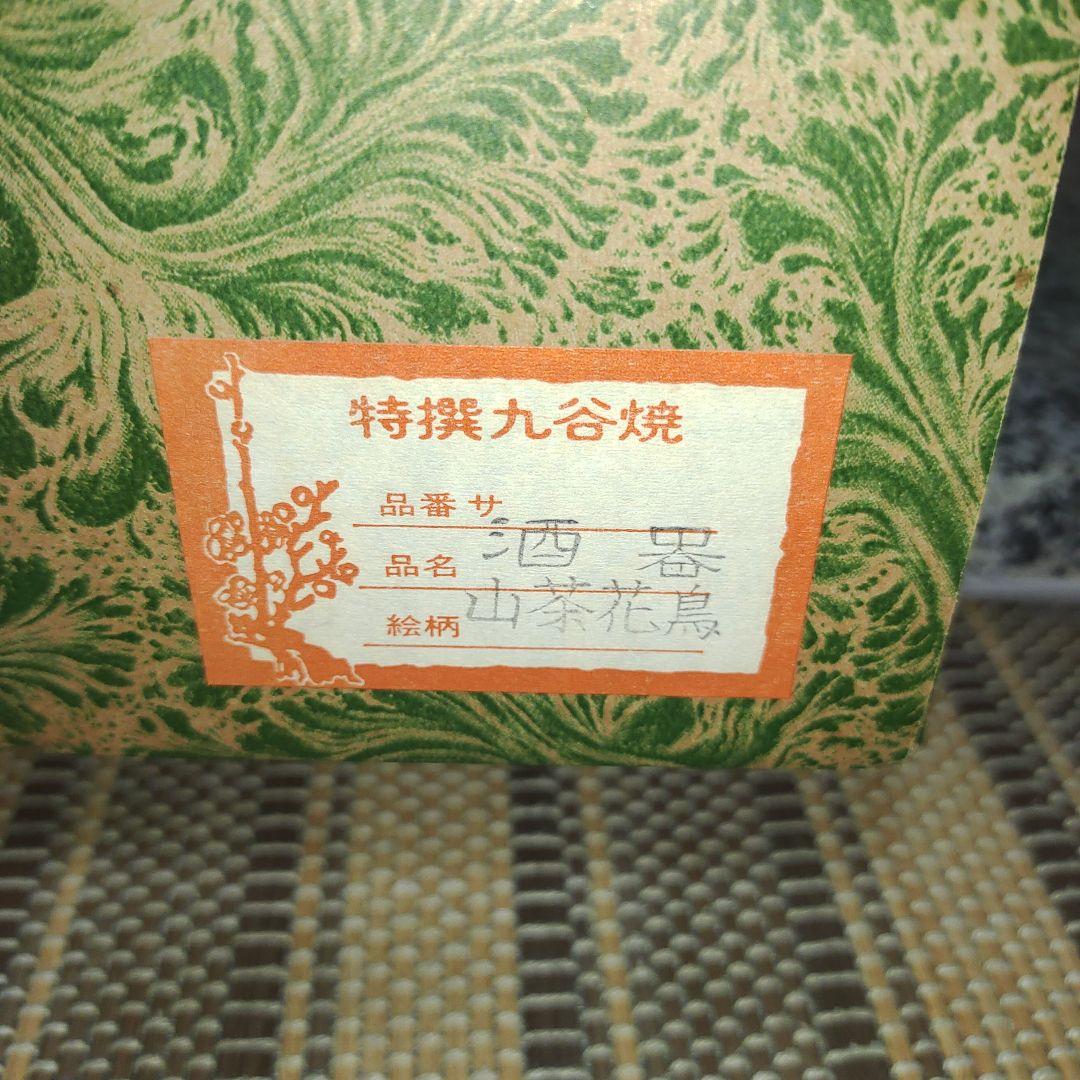 特撰九谷焼
品番サ
品名 酒器
絵柄 山茶花鳥